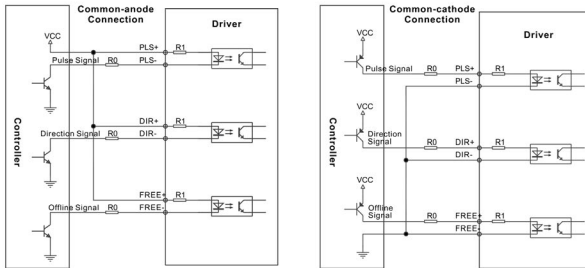 Common-anode
Connection
Driver
VCC
PLS+
R1
Pulse Signal
R0
PLS-
DIR+
R1
Direction Signal
R0
DIR-
FREE+
R1
Offline Signal
R0
FREE-
Controller
Common-cathode
Connection
Driver
VCC
Pulse Signal
R0
PLS+
R1
PLS-
VCC
Direction
Signal
R0
DIR+
R1
DIR-
VCC
Offline
Signal
R0
FREE+
R1
FREE-
Controller